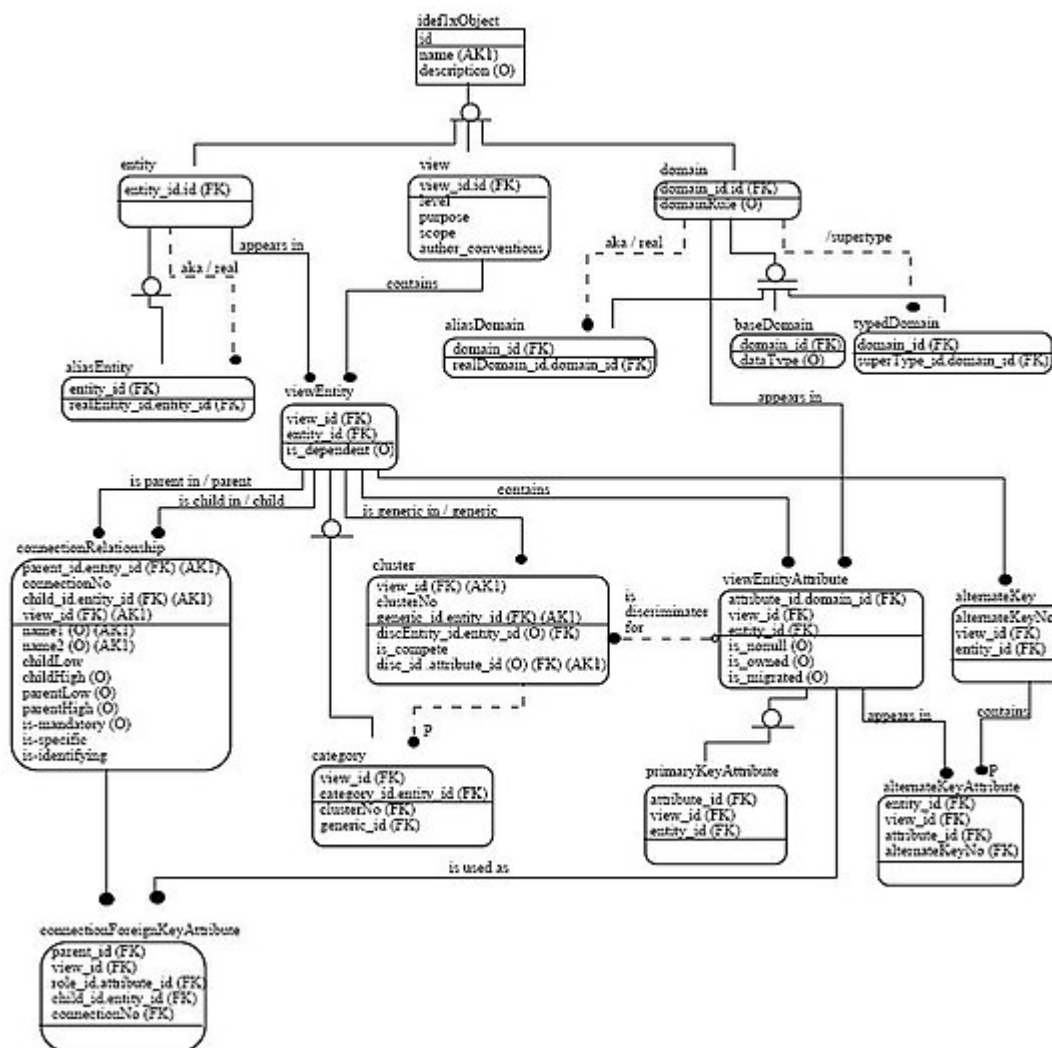 idef1xObject
id
name (AK1)
description (O)
entity
entity_id.id (FK)
view
view_id.id (FK)
level
purpose
scope
author_conventions
domain
domain_id.id (FK)
domainRule (O)
appears in
aka / real
contains
aka / real
/supertype
aliasEntity
entity_id (FK)
realEntity_id.entity_id (FK)
aliasDomain
domain_id (FK)
realDomain_id.domain_id (FK)
baseDomain
domain_id (FK)
dataType (O)
typedDomain
domain_id (FK)
superType_id.domain_id (FK)
viewEntity
view_id (FK)
entity_id (FK)
is_dependent (O)
appears in
is parent in / parent
is child in / child
is generic in / generic
contains
connectionRelationship
parent_id.entity_id (FK) (AK1)
connectionNo
child_id.entity_id (FK) (AK1)
view_id (FK) (AK1)
name1 (O) (AK1)
name2 (O) (AK1)
childLow
childHigh (O)
parentLow (O)
parentHigh (O)
is-mandatory (O)
is-specific
is-identifying
cluster
view_id (FK) (AK1)
clusterNo
generic_id.entity_id (FK) (AK1)
discEntity_id.entity_id (O) (FK)
is_compete
disc_id .attribute_id (O) (FK) (AK1)
is
discriminator
for
viewEntityAttribute
attribute_id.domain_id (FK)
view_id (FK)
entity_id (FK)
is_nonull (O)
is_owned (O)
is_migrated (O)
alternateKey
alternateKeyNo
view_id (FK)
entity_id (FK)
P
appears in
contains
P
category
view_id (FK)
category_id.entity_id (FK)
clusterNo (FK)
generic_id (FK)
primaryKeyAttribute
attribute_id (FK)
view_id (FK)
entity_id (FK)
alternateKeyAttribute
entity_id (FK)
view_id (FK)
attribute_id (FK)
alternateKeyNo (FK)
is used as
connectionForeignKeyAttribute
parent_id (FK)
view_id (FK)
role_id.attribute_id (FK)
child_id.entity_id (FK)
connectionNo (FK)